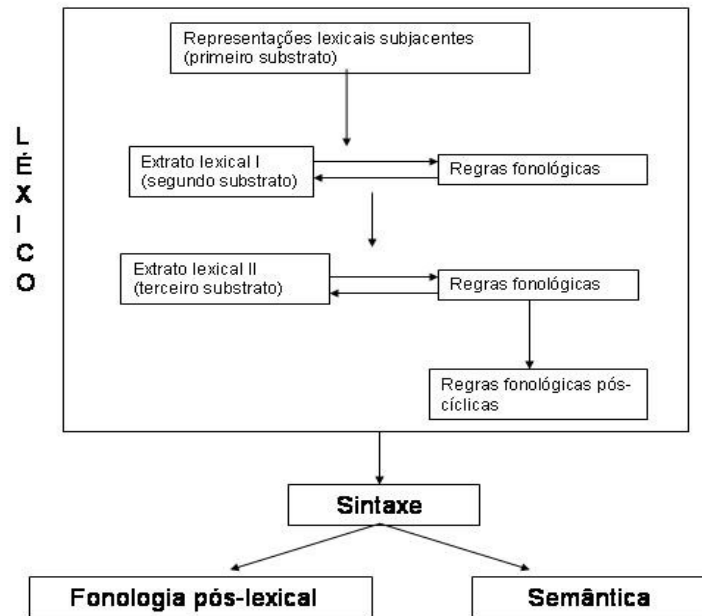 Representações lexicais subjacentes
(primeiro substrato)
LÉXICO
Extrato lexical I
(segundo substrato)
Regras fonológicas
Extrato lexical II
(terceiro substrato)
Regras fonológicas
Regras fonológicas pós-
cíclicas
Sintaxe
Fonologia pós-lexical
Semântica